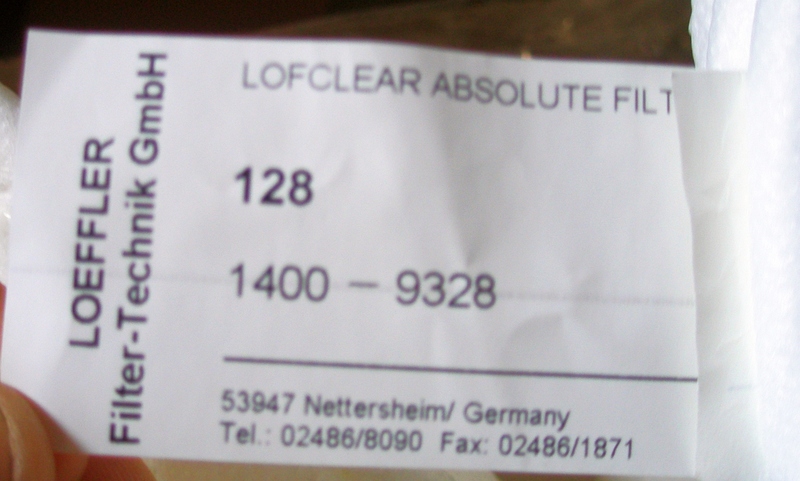 LOEFFLER
Filter-Technik GmbH
LOFCLEAR ABSOLUTE FILT
128
1400 – 9328
53947 Nettersheim/ Germany
Tel.: 02486/8090 Fax: 02486/1871